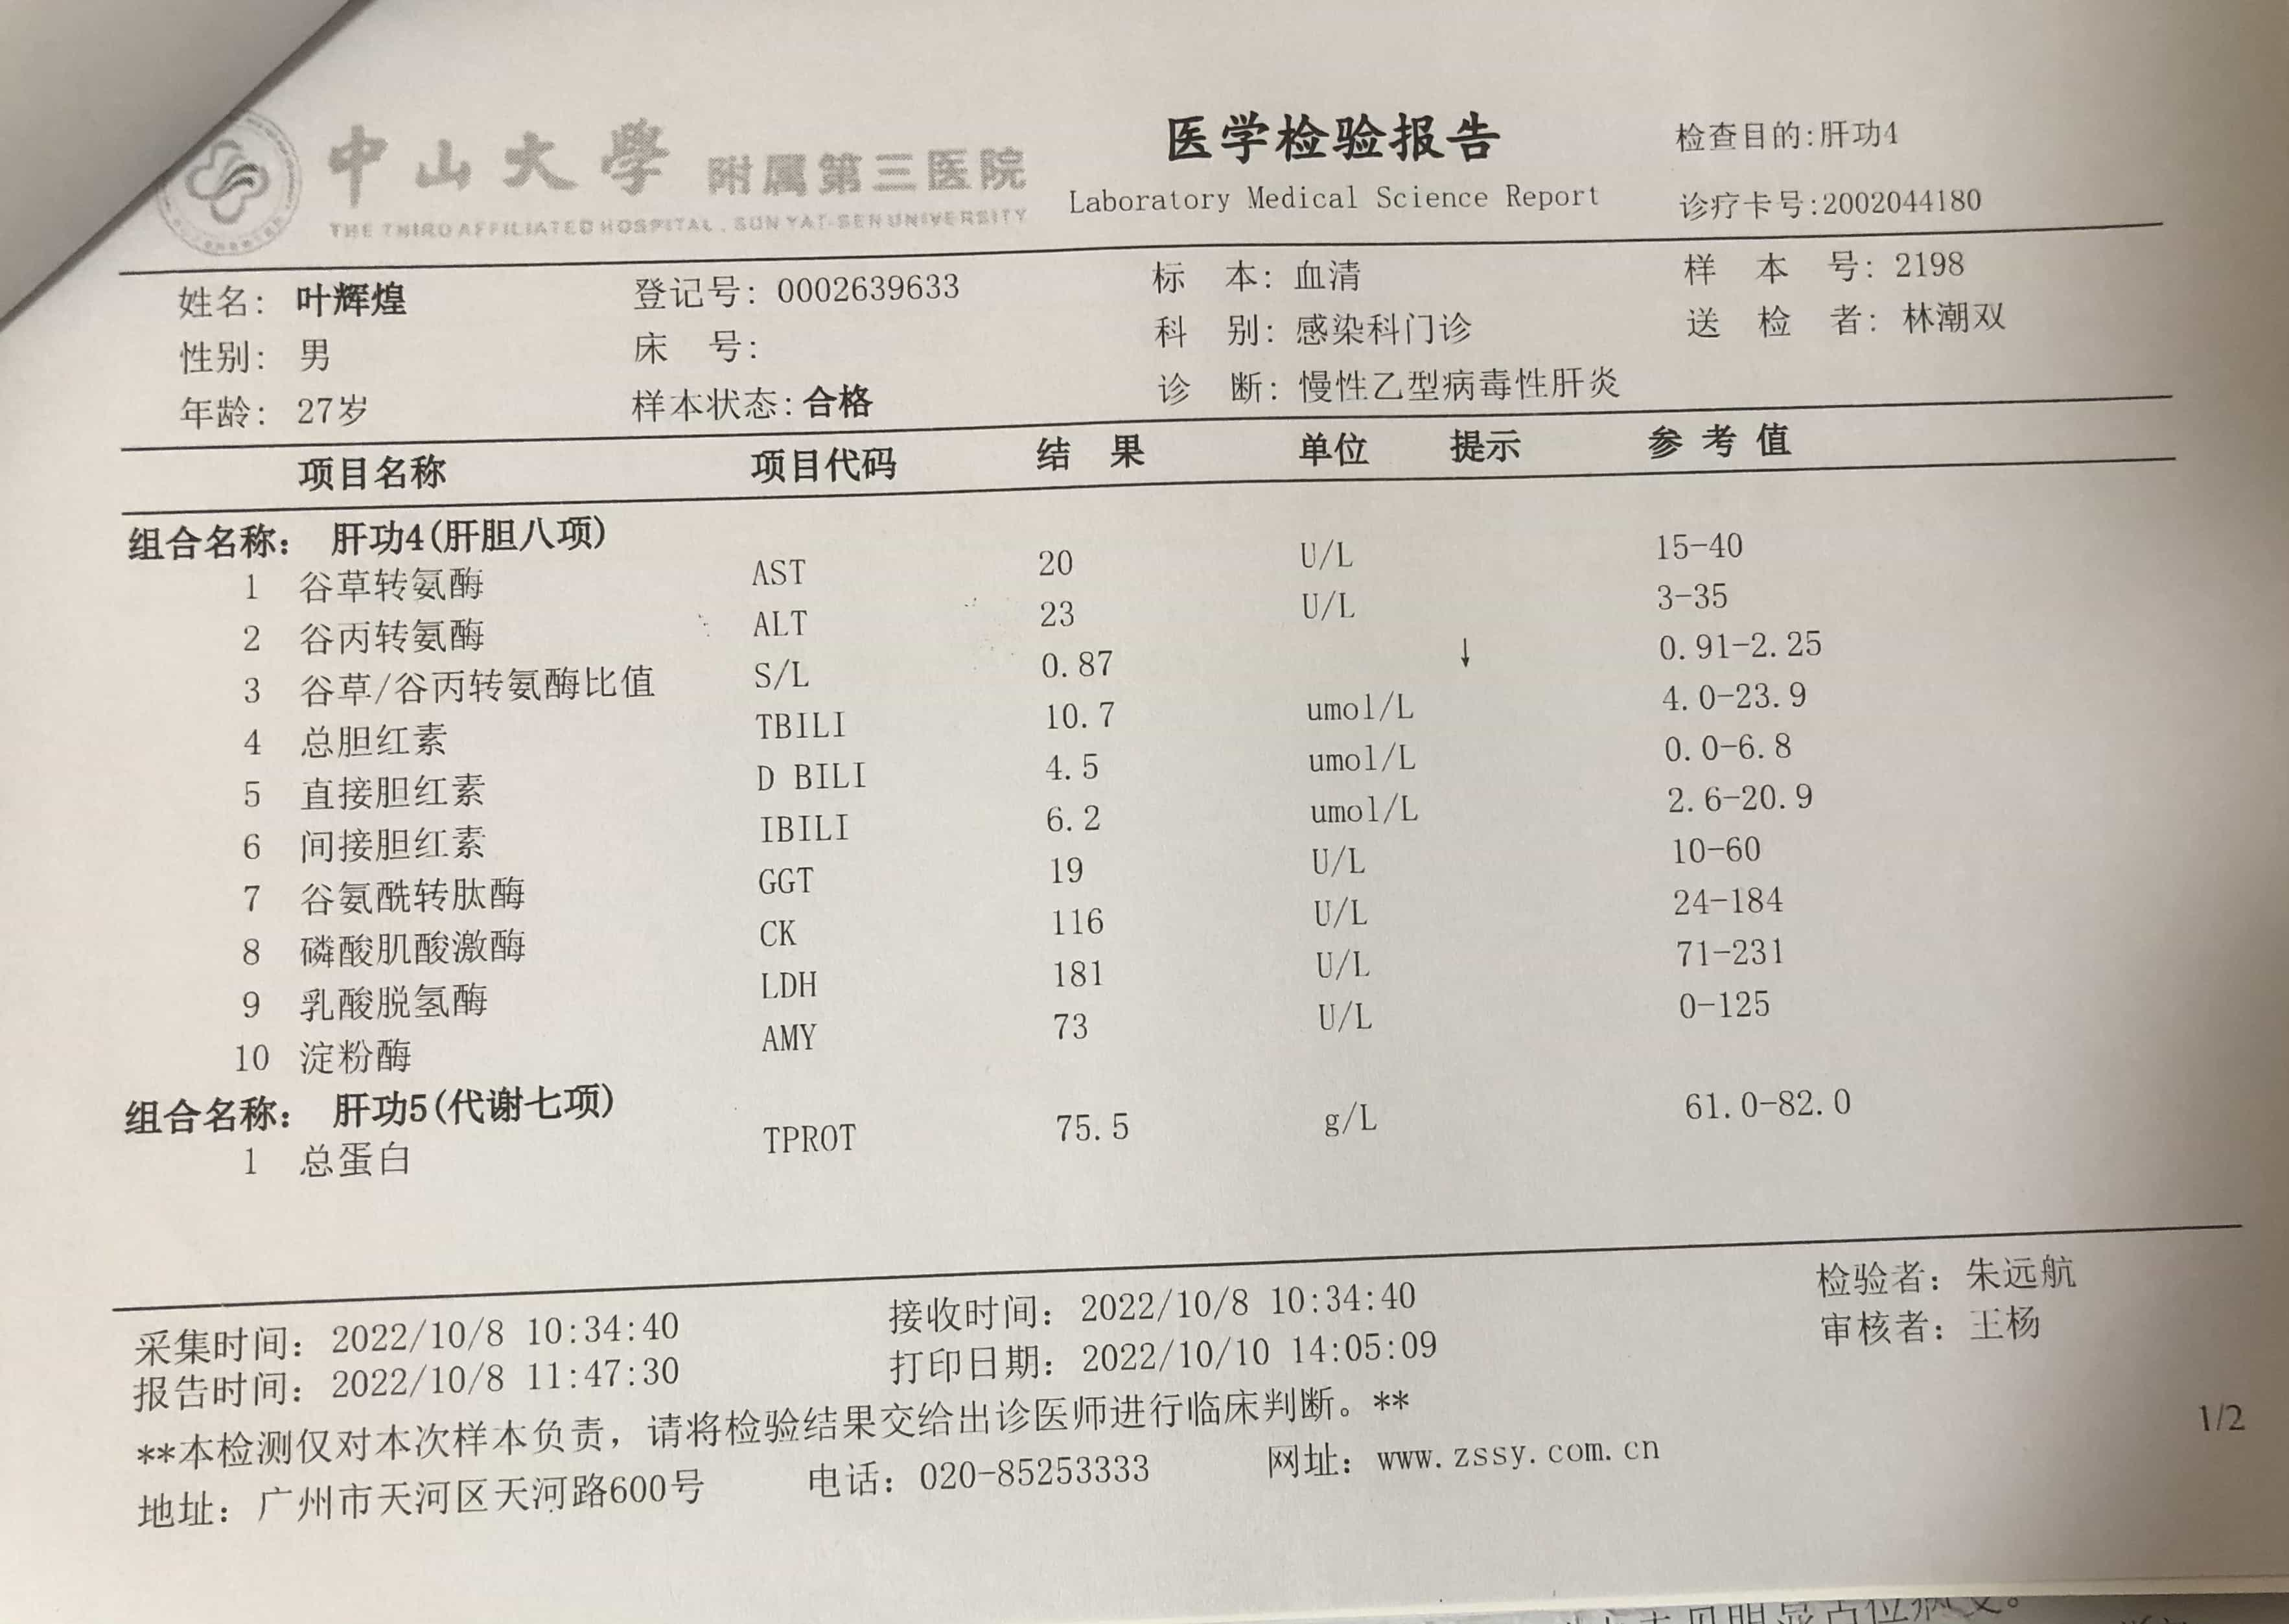 中山大學 附属第三医院
THE THIRD AFFILIATED HOSPITAL, SUN YAT-SEN UNIVERSITY
医学检验报告
Laboratory Medical Science Report
检查目的:肝功4
诊疗卡号:2002044180
姓名: 叶辉煌 登记号: 0002639633 标 本: 血清 样 本 号: 2198
性别: 男 床 号: 科 别: 感染科门诊 送 检 者: 林潮双
年龄: 27岁 样本状态: 合格 诊 断: 慢性乙型病毒性肝炎
项目名称 项目代码 结 果 单位 提示 参 考 值
组合名称: 肝功4(肝胆八项)
1 谷草转氨酶 AST 20 U/L 15-40
2 谷丙转氨酶 ALT 23 U/L 3-35
3 谷草/谷丙转氨酶比值 S/L 0.87 ↓ 0.91-2.25
4 总胆红素 TBILI 10.7 umol/L 4.0-23.9
5 直接胆红素 D BILI 4.5 umol/L 0.0-6.8
6 间接胆红素 IBILI 6.2 umol/L 2.6-20.9
7 谷氨酰转肽酶 GGT 19 U/L 10-60
8 磷酸肌酸激酶 CK 116 U/L 24-184
9 乳酸脱氢酶 LDH 181 U/L 71-231
10 淀粉酶 AMY 73 U/L 0-125
组合名称: 肝功5(代谢七项)
1 总蛋白 TPROT 75.5 g/L 61.0-82.0
采集时间: 2022/10/8 10:34:40 接收时间: 2022/10/8 10:34:40 检验者: 朱远航
报告时间: 2022/10/8 11:47:30 打印日期: 2022/10/10 14:05:09 审核者: 王杨
**本检测仅对本次样本负责，请将检验结果交给出诊医师进行临床判断。**
1/2
地址: 广州市天河区天河路600号 电话: 020-85253333 网址: www.zssy.com.cn